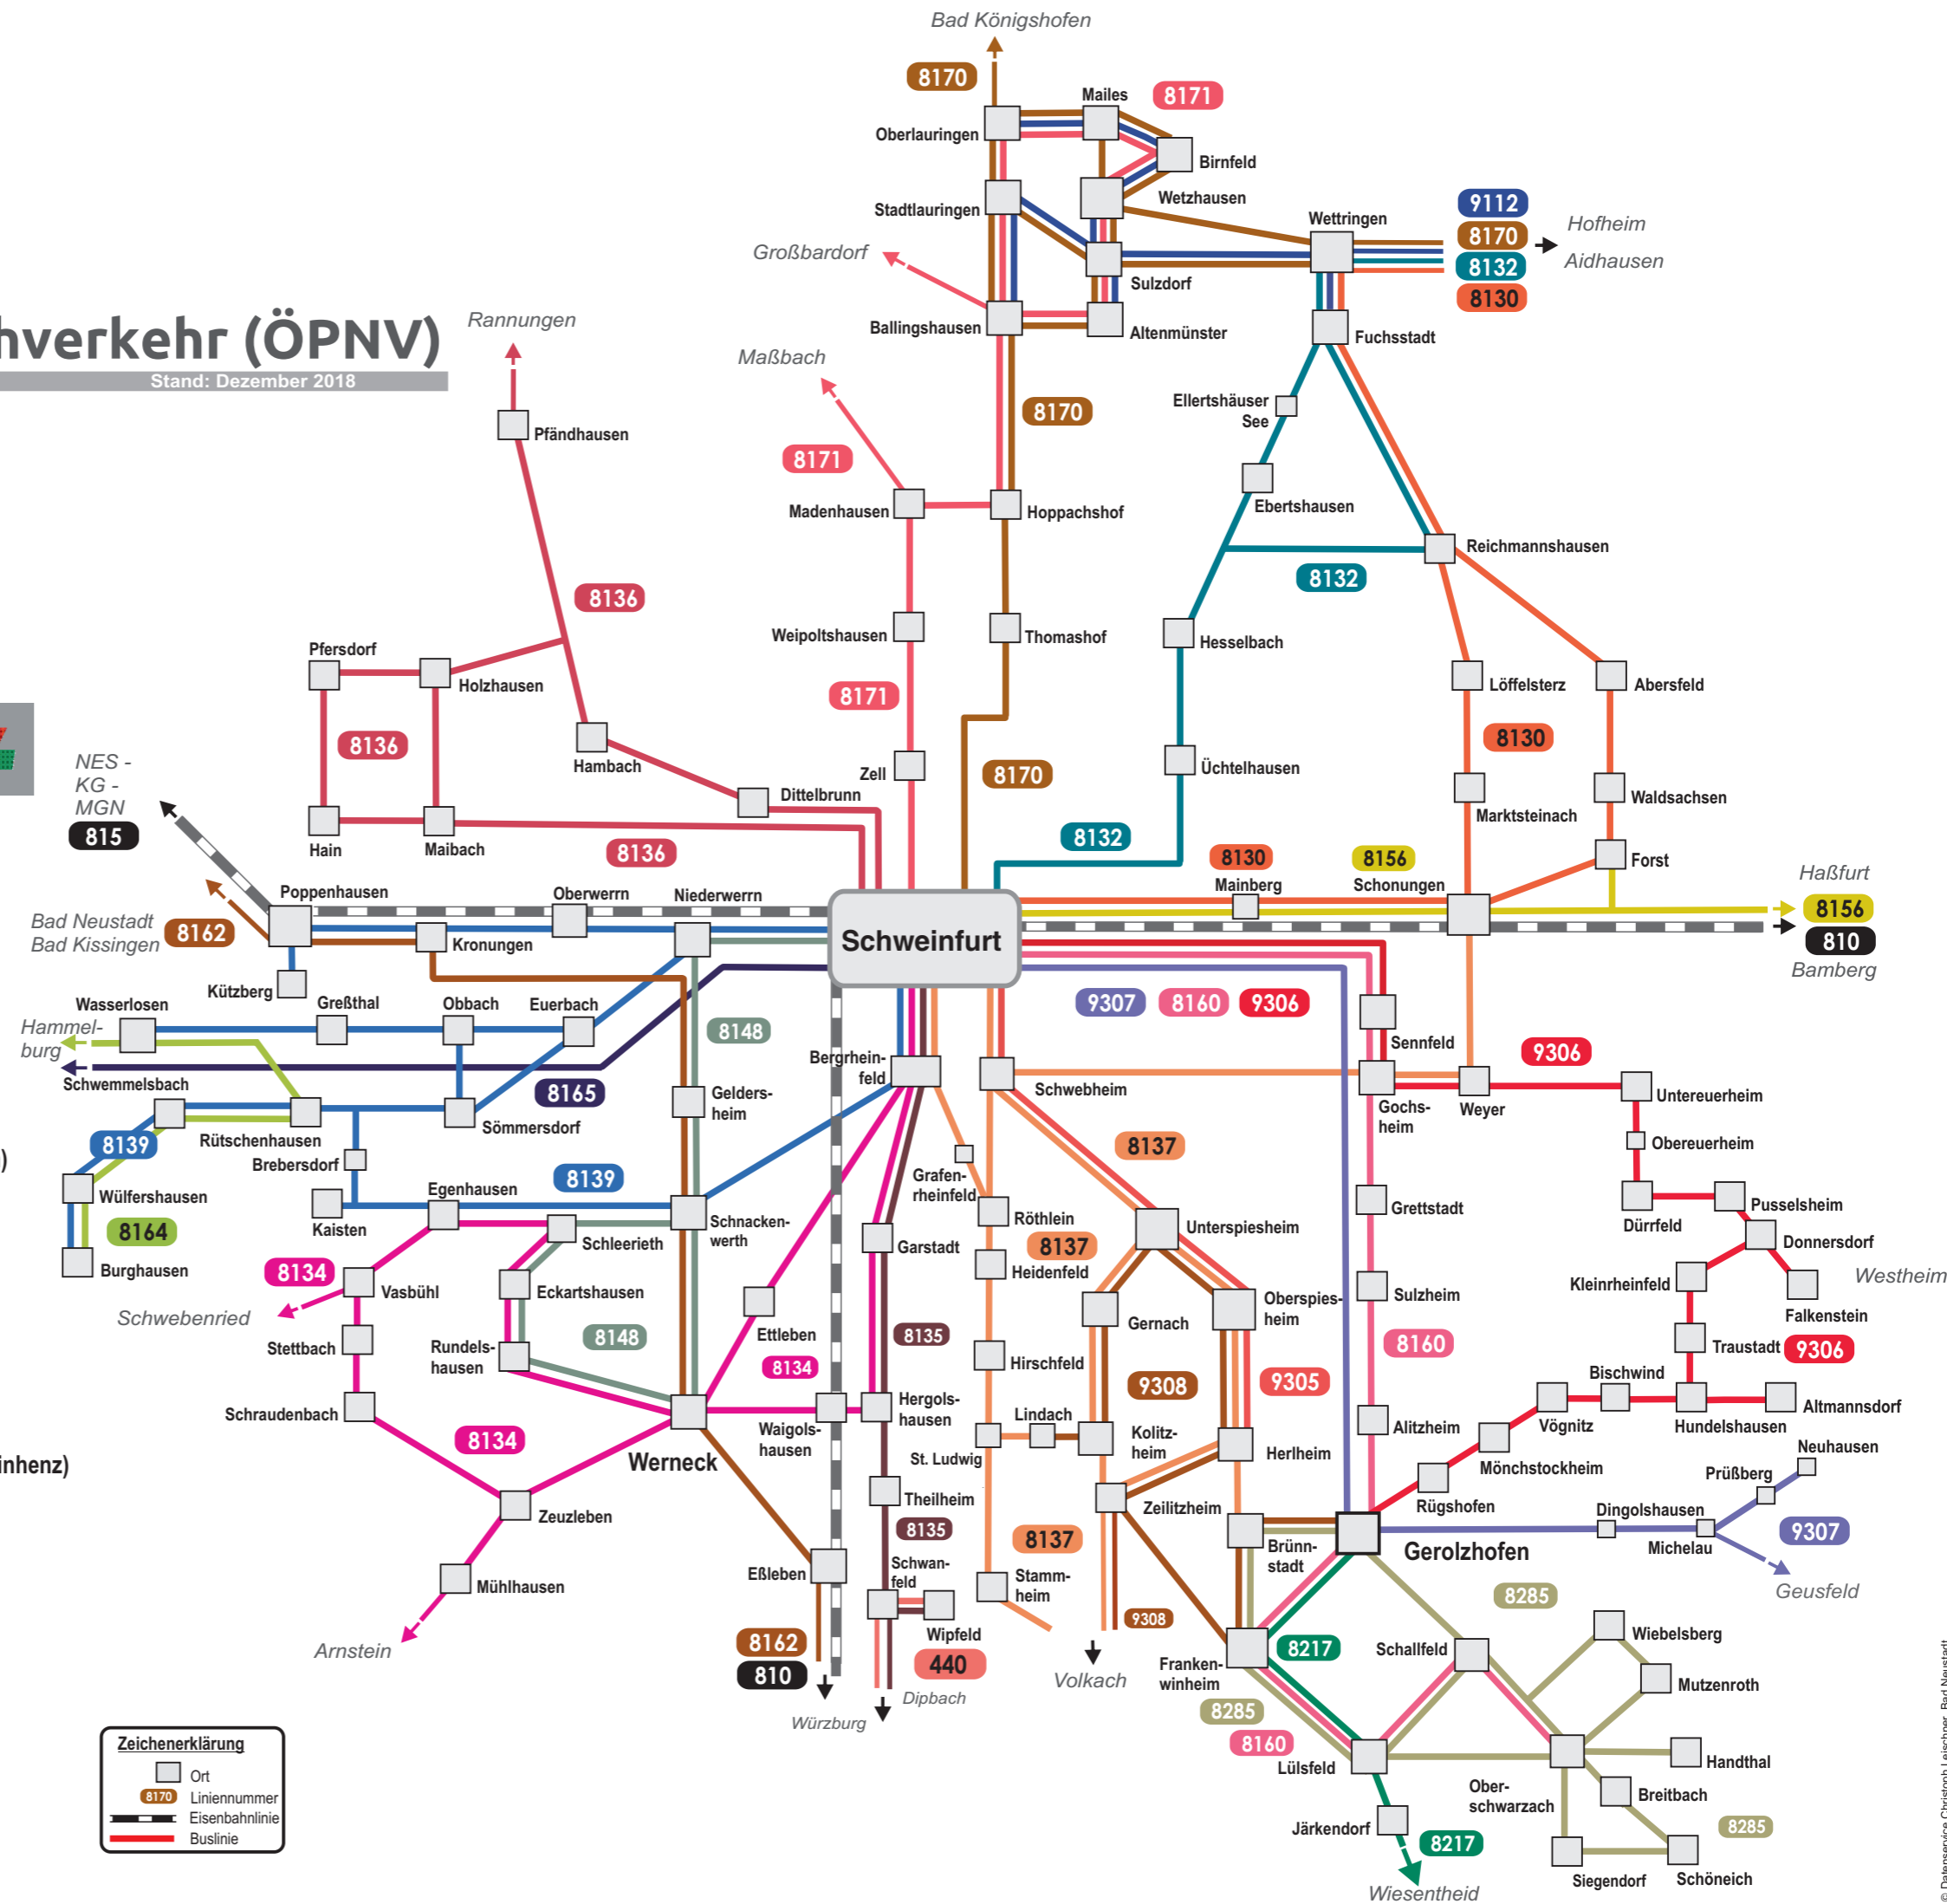 Bad Königshofen
8170
Mailes
8171
Oberlauringen
Birnfeld
Stadtlauringen
Wetzhausen
Wettringen
9112
8170
8132
8130
Hofheim
Aidhausen
Großbardorf
Sulzdorf
Ballingshausen
Altenmünster
Fuchsstadt
hverkehr (ÖPNV)
Stand: Dezember 2018
Rannungen
Maßbach
Pfändhausen
8170
Ellertshäuser
See
8171
Madenhausen
Hoppachshof
Ebertshausen
Reichmannshausen
8132
8136
Weipoltshausen
Thomashof
Hesselbach
Pfersdorf
Holzhausen
Löffelsterz
Abersfeld
8171
8136
8130
Hambach
Zell
8170
Üchtelhausen
NES -
KG -
MGN
815
Dittelbrunn
Marktsteinach
Waldsachsen
Hain
Maibach
8136
8132
8130
8156
Forst
Mainberg
Schonungen
Haßfurt
8156
810
Bamberg
Poppenhausen
Oberwerrn
Niederwerrn
Bad Neustadt
Bad Kissingen
8162
Kronungen
Schweinfurt
Kützberg
Wasserlosen
Greßthal
Obbach
Euerbach
9307
8160
9306
Hammel-
burg
8148
Sennfeld
9306
Bergrhein-
feld
Schwemmelsbach
8165
Gelders-
heim
Schwebheim
Gochs-
heim
Weyer
Untereuerheim
Rütschenhausen
Sömmersdorf
8139
)
Brebersdorf
8137
Obereuerheim
Grafen-
rheinfeld
Wülfershausen
Egenhausen
8139
Grettstadt
Dürrfeld
Pusselsheim
Kaisten
Schnacken-
werth
Röthlein
Unterspiesheim
8164
Schleerieth
Garstadt
8137
Donnersdorf
Burghausen
8134
Vasbühl
Eckartshausen
Heidenfeld
Kleinrheinfeld
Westheim
Sulzheim
Oberspies-
heim
Falkenstein
Schwebenried
Ettleben
Gernach
Stettbach
Rundels-
hausen
8148
8135
8160
Traustadt
9306
8134
Hirschfeld
9308
9305
Bischwind
Schraudenbach
Waigols-
hausen
Hergols-
hausen
Lindach
Alitzheim
Vögnitz
Hundelshausen
Altmannsdorf
8134
Kolitz-
heim
Herlheim
Neuhausen
inhenz)
Werneck
St. Ludwig
Mönchstockheim
Prüßberg
Theilheim
Zeilitzheim
Rügshofen
Dingolshausen
Zeuzleben
8135
8137
Brünn-
stadt
Gerolzhofen
Michelau
9307
Mühlhausen
Eßleben
Schwan-
feld
Stamm-
heim
Geusfeld
8285
9308
Arnstein
8162
810
Wipfeld
440
Franken-
winheim
8217
Schallfeld
Wiebelsberg
Volkach
Mutzenroth
Würzburg
Dipbach
8285
8160
Lülsfeld
Handthal
Ober-
schwarzach
Breitbach
Järkendorf
8217
8285
Siegendorf
Schöneich
Wiesentheid
Zeichenerklärung
Ort
8170 Liniennummer
Eisenbahnlinie
Buslinie
© Datenservice Christoph Leischner, Bad Neustadt